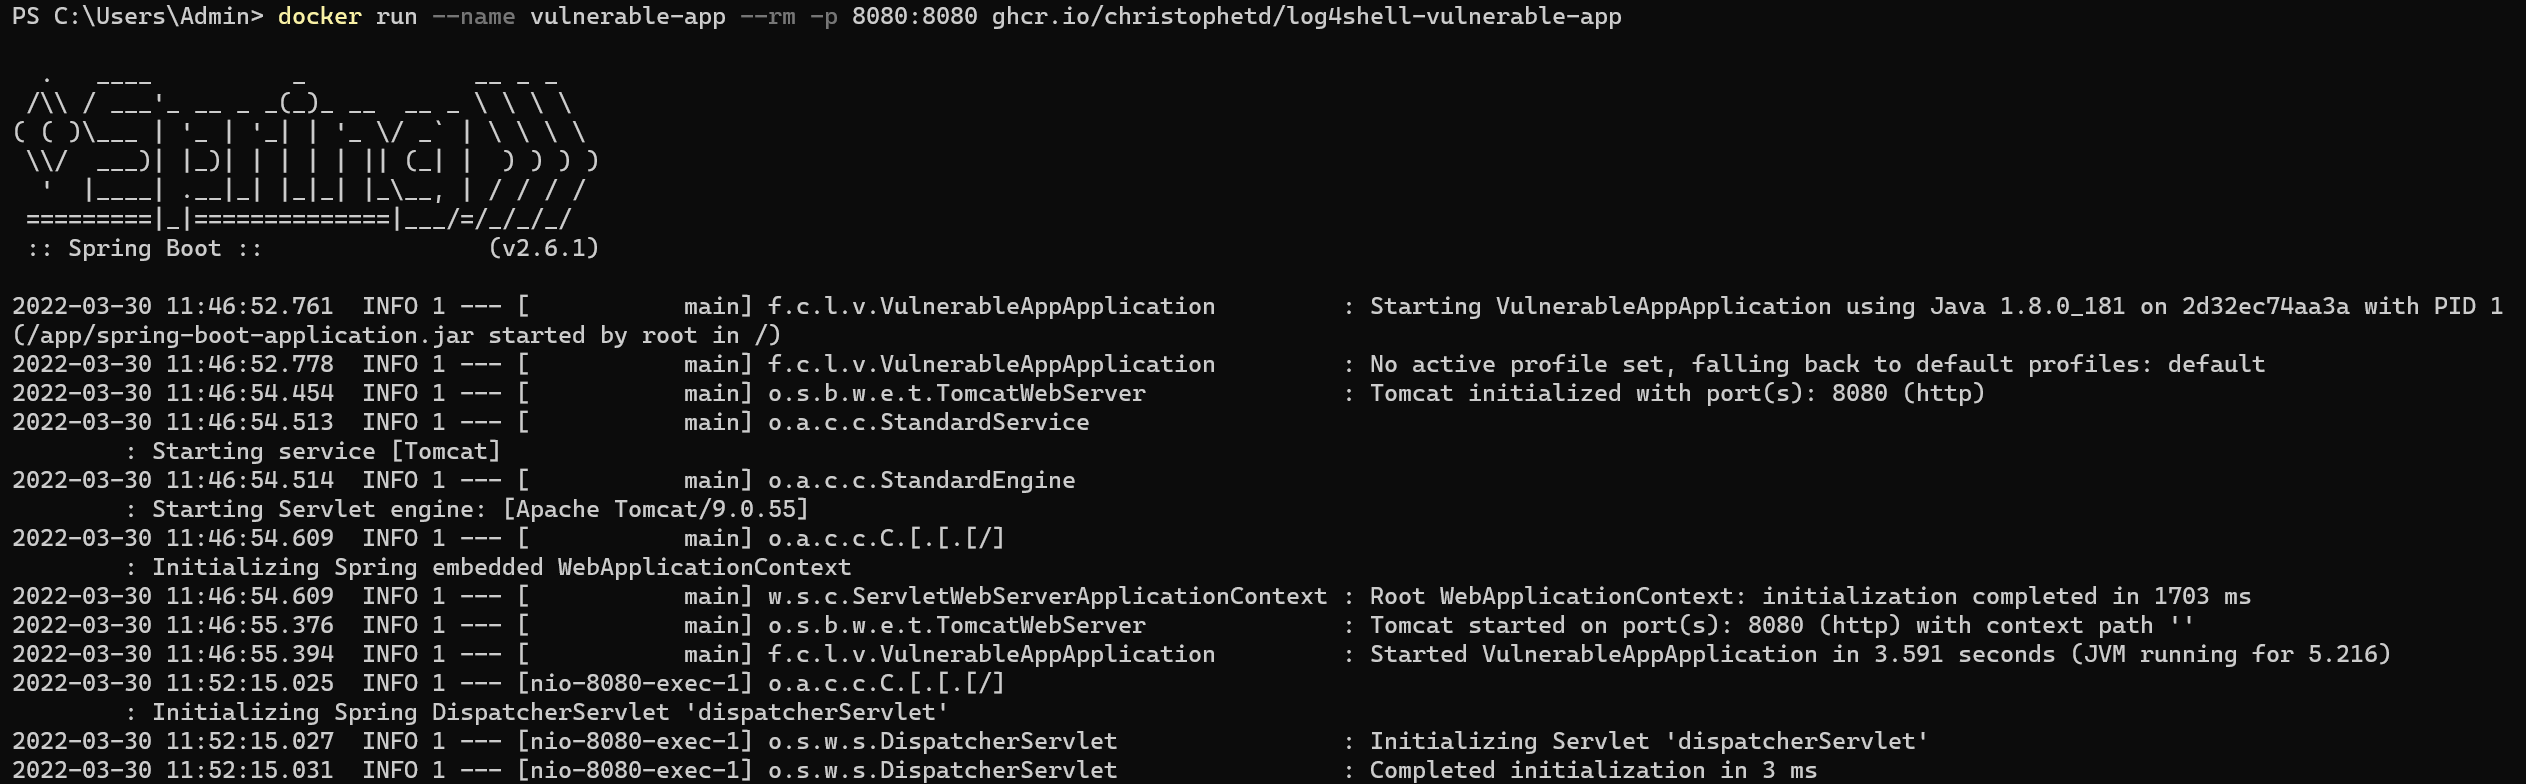 PS C:\Users\Admin> docker run --name vulnerable-app --rm -p 8080:8080 ghcr.io/christophetd/log4shell-vulnerable-app

  .   ____          _            __ _ _
 /\\ / ___'_ __ _ _(_)_ __  __ _ \ \ \ \
( ( )\___ | '_ | '_| | '_ \/ _` | \ \ \ \
 \\/  ___)| |_)| | | | | || (_| |  ) ) ) )
  '  |____| .__|_| |_|_| |_\__, | / / / /
 =========|_|==============|___/=/_/_/_/
 :: Spring Boot ::                (v2.6.1)

2022-03-30 11:46:52.761  INFO 1 --- [           main] f.c.l.v.VulnerableAppApplication         : Starting VulnerableAppApplication using Java 1.8.0_181 on 2d32ec74aa3a with PID 1
(/app/spring-boot-application.jar started by root in /)
2022-03-30 11:46:52.778  INFO 1 --- [           main] f.c.l.v.VulnerableAppApplication         : No active profile set, falling back to default profiles: default
2022-03-30 11:46:54.454  INFO 1 --- [           main] o.s.b.w.e.t.TomcatWebServer              : Tomcat initialized with port(s): 8080 (http)
2022-03-30 11:46:54.513  INFO 1 --- [           main] o.a.c.c.StandardService
        : Starting service [Tomcat]
2022-03-30 11:46:54.514  INFO 1 --- [           main] o.a.c.c.StandardEngine
        : Starting Servlet engine: [Apache Tomcat/9.0.55]
2022-03-30 11:46:54.609  INFO 1 --- [           main] o.a.c.c.C.[.[.[/]
        : Initializing Spring embedded WebApplicationContext
2022-03-30 11:46:54.609  INFO 1 --- [           main] w.s.c.ServletWebServerApplicationContext : Root WebApplicationContext: initialization completed in 1703 ms
2022-03-30 11:46:55.376  INFO 1 --- [           main] o.s.b.w.e.t.TomcatWebServer              : Tomcat started on port(s): 8080 (http) with context path ''
2022-03-30 11:46:55.394  INFO 1 --- [           main] f.c.l.v.VulnerableAppApplication         : Started VulnerableAppApplication in 3.591 seconds (JVM running for 5.216)
2022-03-30 11:52:15.025  INFO 1 --- [nio-8080-exec-1] o.a.c.c.C.[.[.[/]
        : Initializing Spring DispatcherServlet 'dispatcherServlet'
2022-03-30 11:52:15.027  INFO 1 --- [nio-8080-exec-1] o.s.w.s.DispatcherServlet                : Initializing Servlet 'dispatcherServlet'
2022-03-30 11:52:15.031  INFO 1 --- [nio-8080-exec-1] o.s.w.s.DispatcherServlet                : Completed initialization in 3 ms